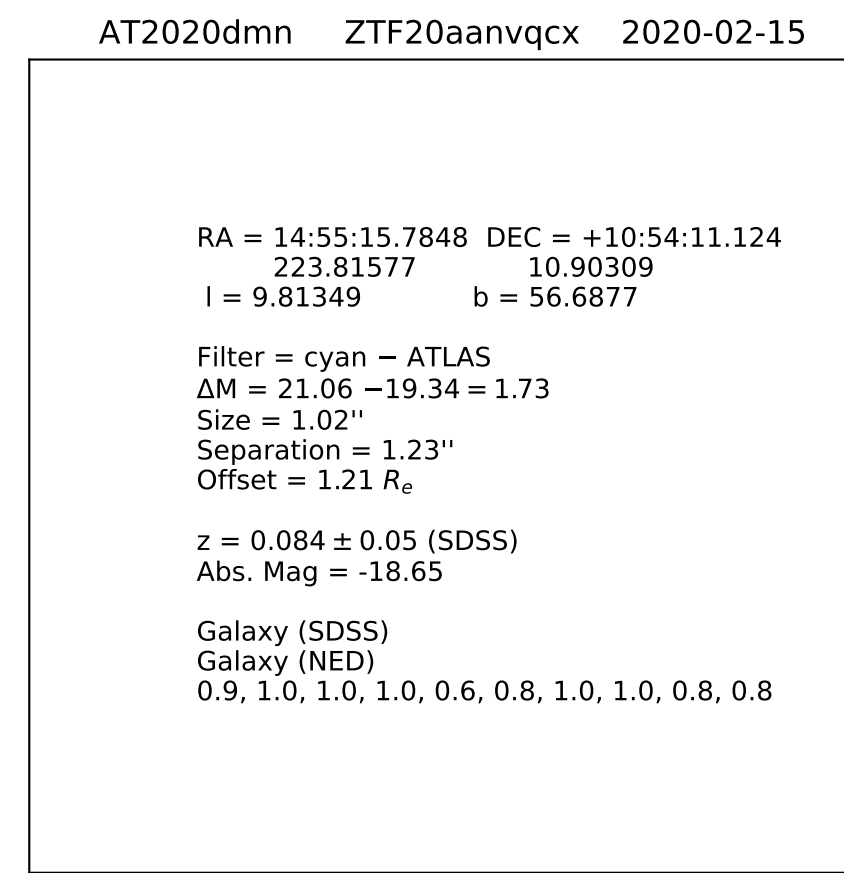 AT2020dmn ZTF20aanvqcx 2020-02-15
RA = 14:55:15.7848 DEC = +10:54:11.124
223.81577 10.90309
l = 9.81349 b = 56.6877
Filter = cyan − ATLAS
ΔM = 21.06 −19.34 = 1.73
Size = 1.02''
Separation = 1.23''
Offset = 1.21 Rₑ
z = 0.084 ± 0.05 (SDSS)
Abs. Mag = -18.65
Galaxy (SDSS)
Galaxy (NED)
0.9, 1.0, 1.0, 1.0, 0.6, 0.8, 1.0, 1.0, 0.8, 0.8